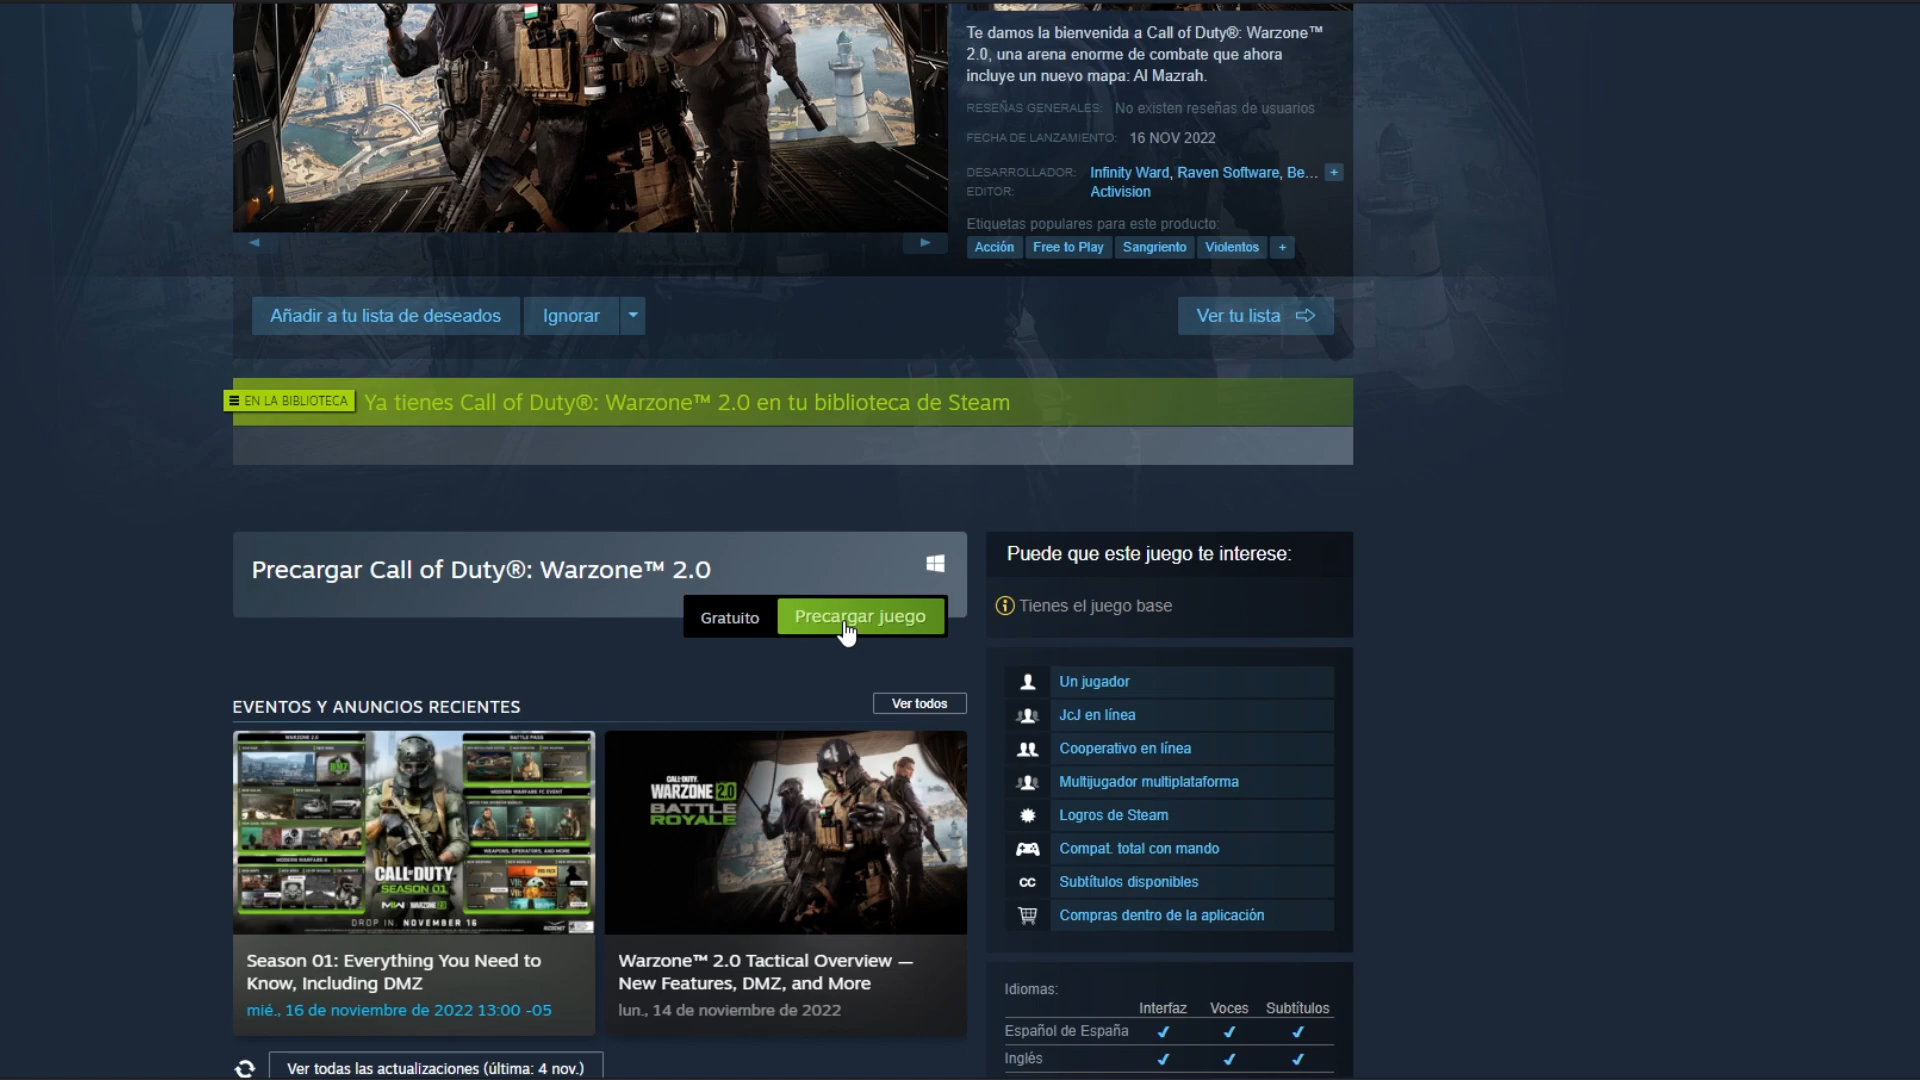 Te damos la bienvenida a Call of Duty®: Warzone™
2.0, una arena enorme de combate que ahora
incluye un nuevo mapa: Al Mazrah.
RESEÑAS GENERALES: No existen reseñas de usuarios
FECHA DE LANZAMIENTO: 16 NOV 2022
DESARROLLADOR: Infinity Ward, Raven Software, Be... +
EDITOR: Activision
Etiquetas populares para este producto:
Acción Free to Play Sangriento Violentos +
Añadir a tu lista de deseados Ignorar Ver tu lista
EN LA BIBLIOTECA Ya tienes Call of Duty®: Warzone™ 2.0 en tu biblioteca de Steam
Precargar Call of Duty®: Warzone™ 2.0
Gratuito Precargar juego
Puede que este juego te interese:
Tienes el juego base
Un jugador
JcJ en línea
Cooperativo en línea
Multijugador multiplataforma
Logros de Steam
Compat. total con mando
CC Subtítulos disponibles
Compras dentro de la aplicación
EVENTOS Y ANUNCIOS RECIENTES Ver todos
WARZONE 2.0 BATTLE PASS
CALL·DUTY
SEASON 01
DROP IN. NOVEMBER 16
CALL·DUTY
WARZONE 2.0
BATTLE
ROYALE
Season 01: Everything You Need to
Know, Including DMZ
mié., 16 de noviembre de 2022 13:00 -05
Warzone™ 2.0 Tactical Overview —
New Features, DMZ, and More
lun., 14 de noviembre de 2022
Ver todas las actualizaciones (última: 4 nov.)
Idiomas:
Interfaz Voces Subtítulos
Español de España
Inglés